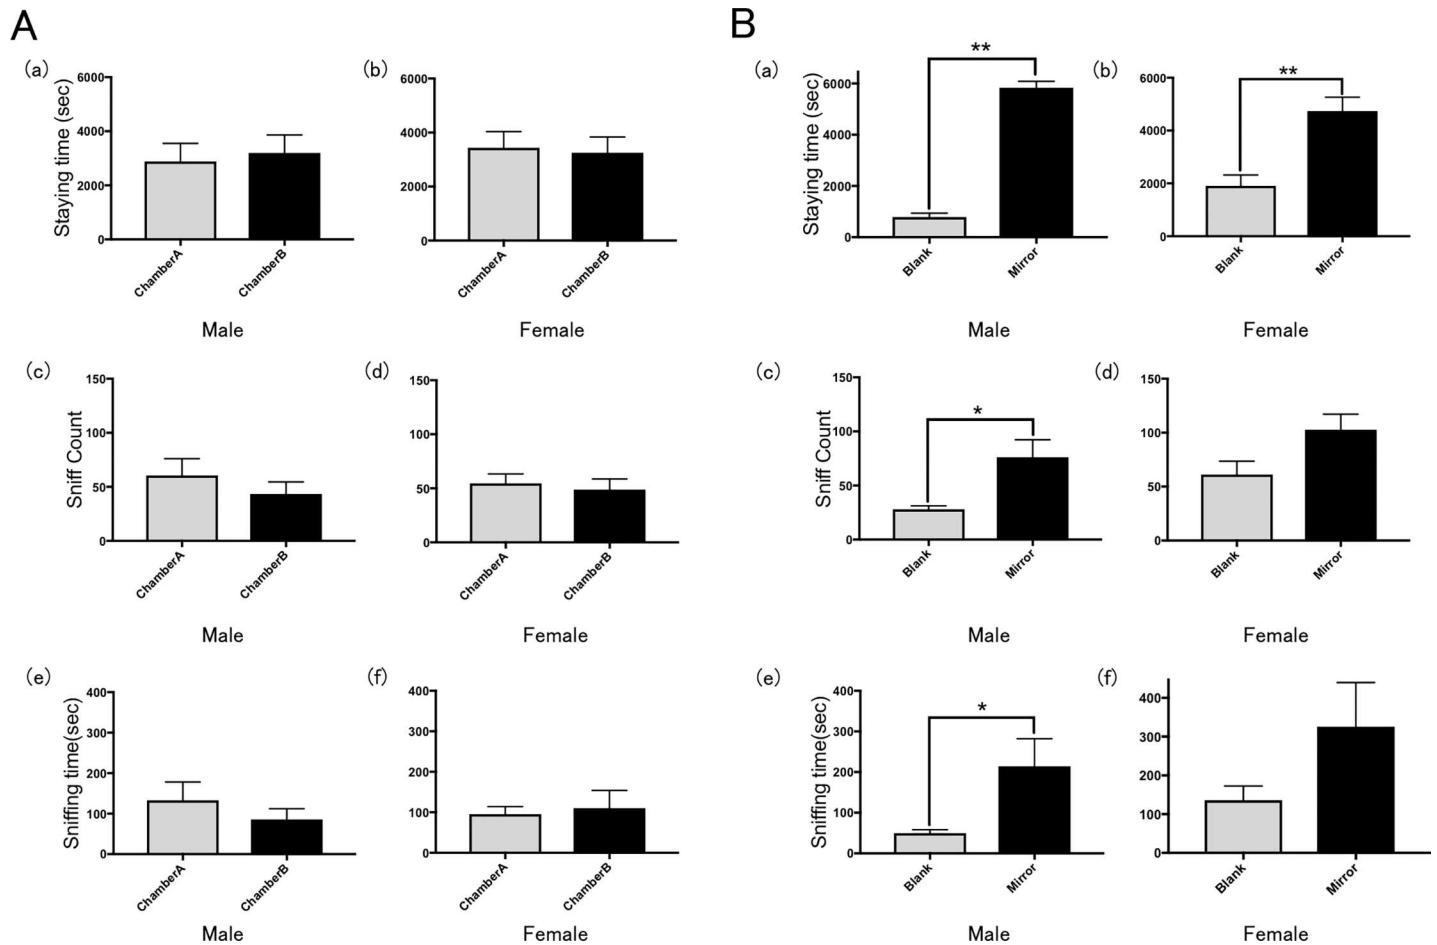 A
B
(a)
Staying time (sec)
6000
4000
2000
0
ChamberA
ChamberB
Male
(b)
6000
4000
2000
0
ChamberA
ChamberB
Female
(c)
Sniff Count
150
100
50
0
ChamberA
ChamberB
Male
(d)
150
100
50
0
ChamberA
ChamberB
Female
(e)
Sniffing time(sec)
400
300
200
100
0
ChamberA
ChamberB
Male
(f)
400
300
200
100
0
ChamberA
ChamberB
Female
(a)
Staying time (sec)
6000
4000
2000
0
**
Blank
Mirror
Male
(b)
6000
4000
2000
0
**
Blank
Mirror
Female
(c)
Sniff Count
150
100
50
0
*
Blank
Mirror
Male
(d)
150
100
50
0
Blank
Mirror
Female
(e)
Sniffing time(sec)
400
300
200
100
0
*
Blank
Mirror
Male
(f)
400
300
200
100
0
Blank
Mirror
Female